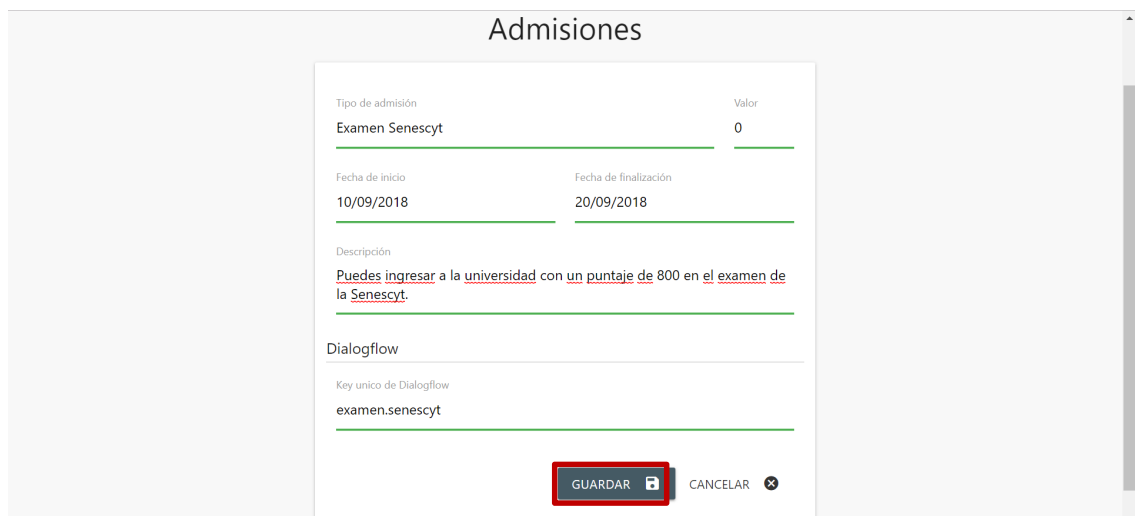 Admisiones
Tipo de admisión
Valor
Examen Senescyt
0
Fecha de inicio
Fecha de finalización
10/09/2018
20/09/2018
Descripción
Puedes ingresar a la universidad con un puntaje de 800 en el examen de
la Senescyt.
Dialogflow
Key unico de Dialogflow
examen.senescyt
GUARDAR
CANCELAR